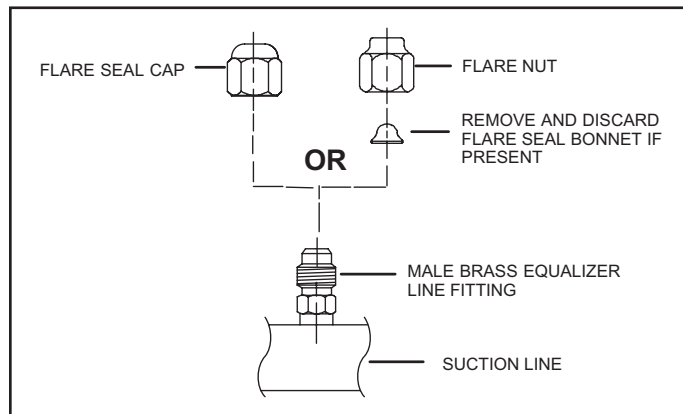 FLARE SEAL CAP
FLARE NUT
REMOVE AND DISCARD
FLARE SEAL BONNET IF
PRESENT
OR
MALE BRASS EQUALIZER
LINE FITTING
SUCTION LINE